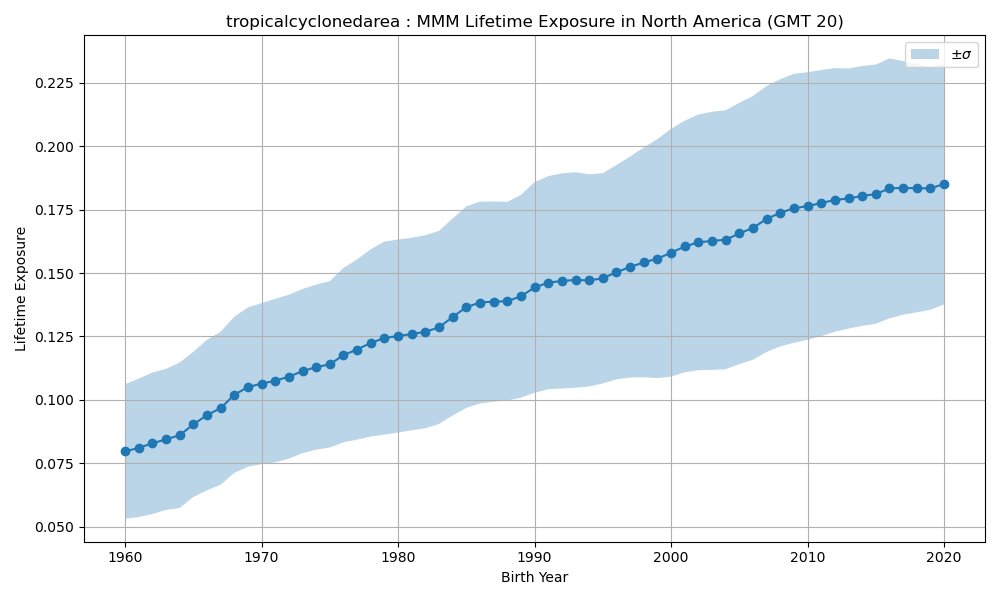 tropicalcyclonedarea : MMM Lifetime Exposure in North America (GMT 20)
±σ
0.225
0.200
0.175
0.150
0.125
0.100
0.075
0.050
Lifetime Exposure
1960 1970 1980 1990 2000 2010 2020
Birth Year